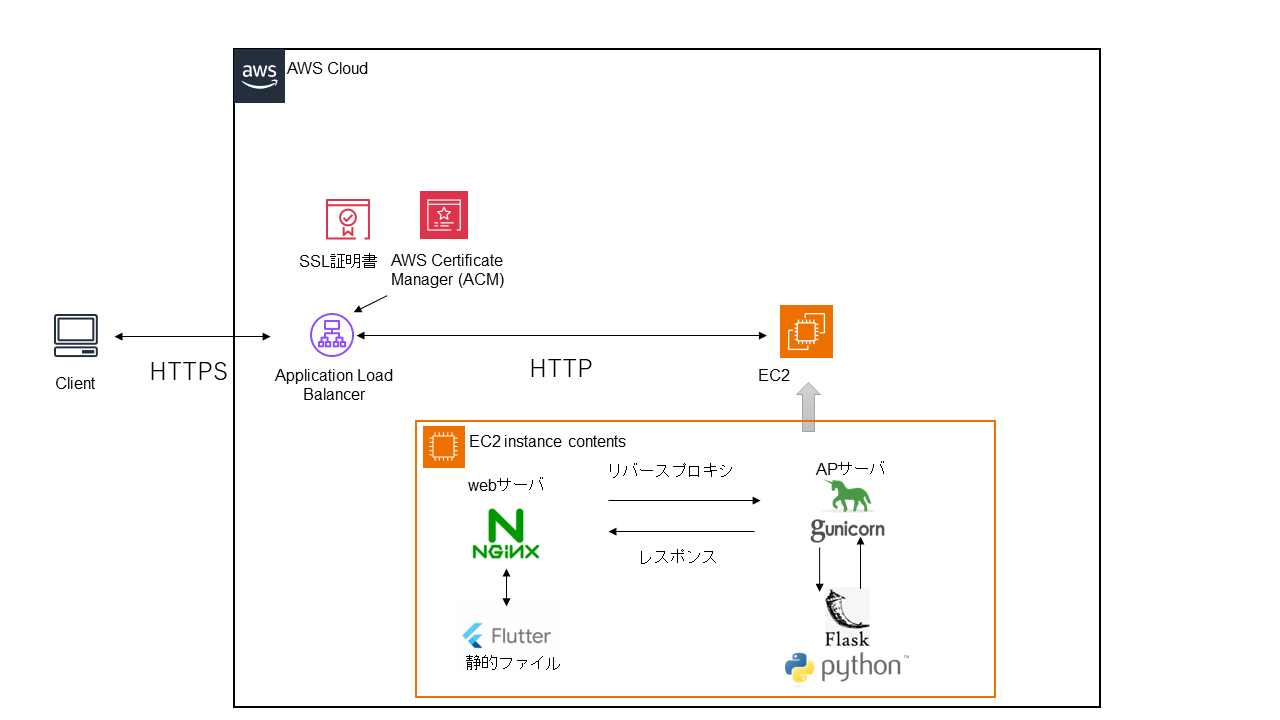 aws
AWS Cloud
SSL証明書
AWS Certificate
Manager (ACM)
Client
HTTPS
Application Load
Balancer
HTTP
EC2
EC2 instance contents
webサーバ
リバースプロキシ
APサーバ
NGINX
gunicorn
レスポンス
Flutter
静的ファイル
Flask
python™